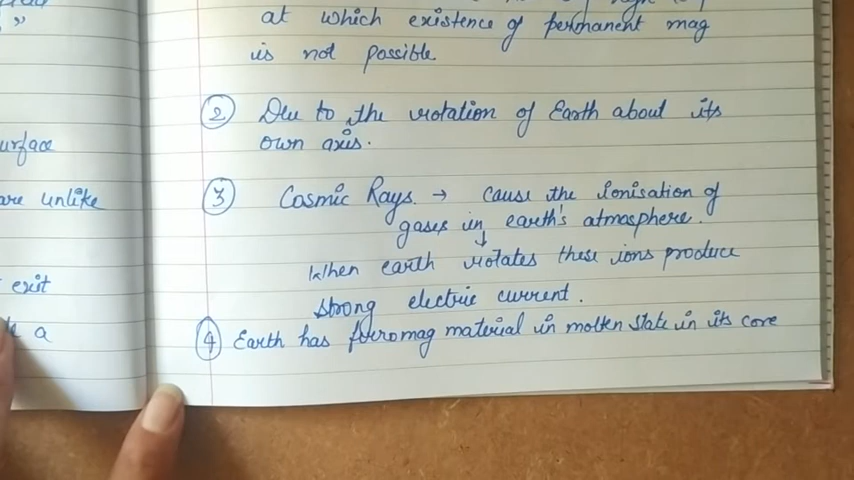 "
urface
are unlike
exit
a
at which existence of permanent mag
is not possible.
② Due to the rotation of Earth about its
own axis.
③ Cosmic Rays. → cause the ionisation of
gases in earth's atmosphere.
↓
When earth rotates these ions produce
strong electric current.
④ Earth has ferromag material in molten state in its core